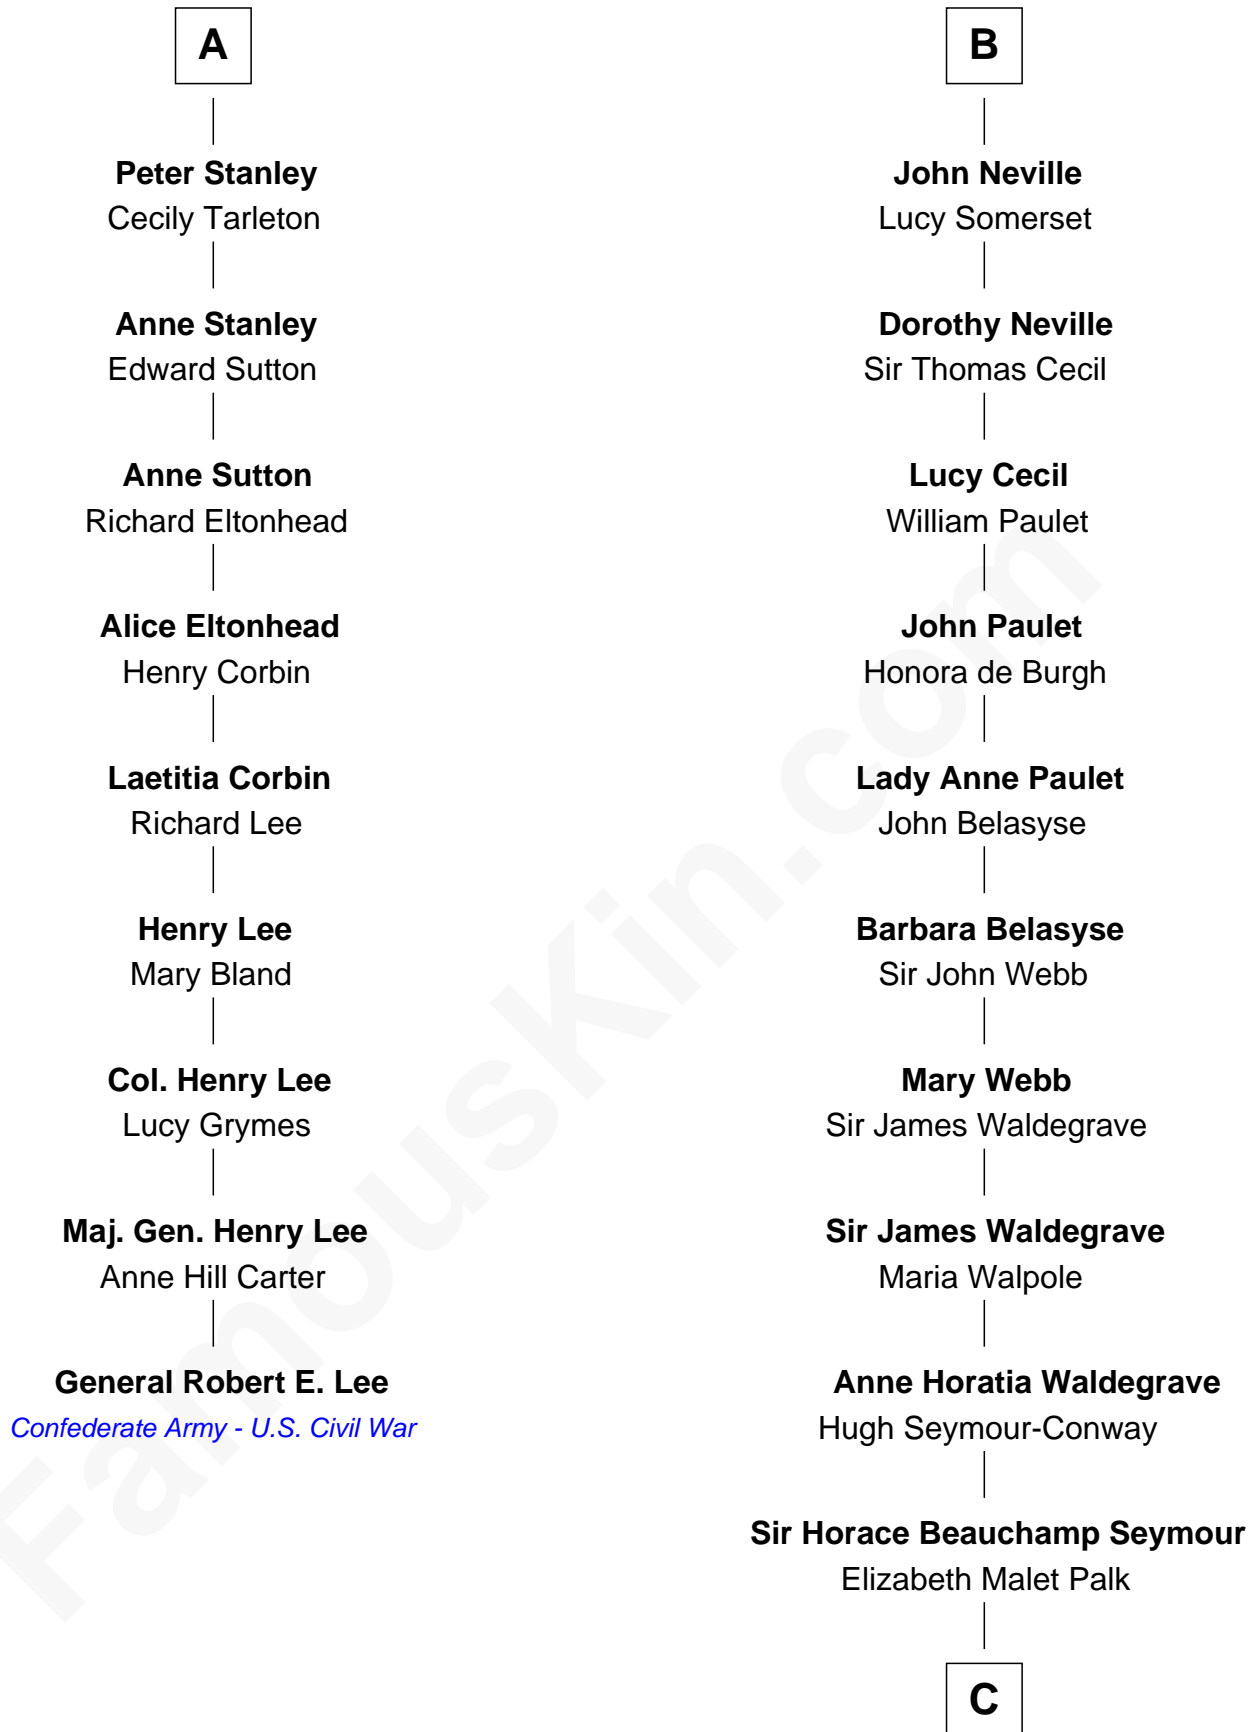 A
Peter Stanley
Cecily Tarleton
Anne Stanley
Edward Sutton
Anne Sutton
Richard Eltonhead
Alice Eltonhead
Henry Corbin
Laetitia Corbin
Richard Lee
Henry Lee
Mary Bland
Col. Henry Lee
Lucy Grymes
Maj. Gen. Henry Lee
Anne Hill Carter
General Robert E. Lee
Confederate Army - U.S. Civil War
B
John Neville
Lucy Somerset
Dorothy Neville
Sir Thomas Cecil
Lucy Cecil
William Paulet
John Paulet
Honora de Burgh
Lady Anne Paulet
John Belasyse
Barbara Belasyse
Sir John Webb
Mary Webb
Sir James Waldegrave
Sir James Waldegrave
Maria Walpole
Anne Horatia Waldegrave
Hugh Seymour-Conway
Sir Horace Beauchamp Seymour
Elizabeth Malet Palk
C
FamousKin.com